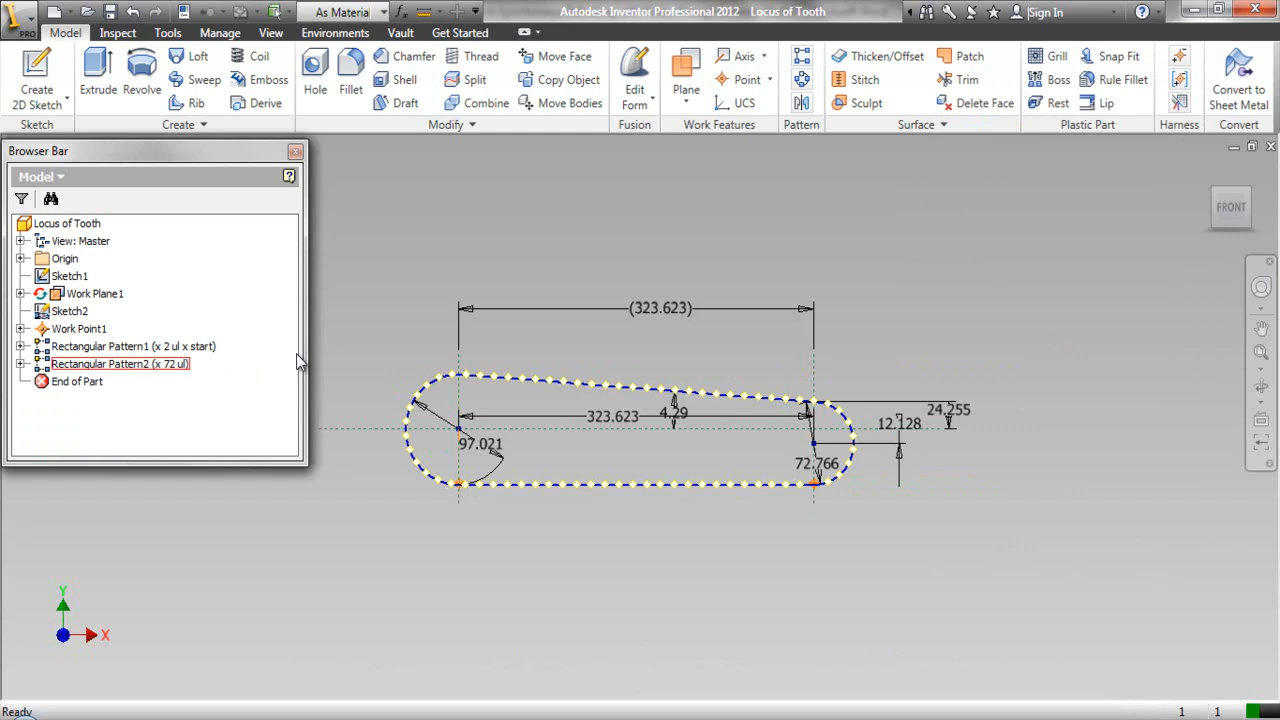 PRO
As Material
Autodesk Inventor Professional 2012 Locus of Tooth
Sign In
Model Inspect Tools Manage View Environments Vault Get Started
Create
2D Sketch
Extrude
Revolve
Loft
Sweep
Rib
Coil
Emboss
Derive
Hole
Fillet
Chamfer
Shell
Draft
Thread
Split
Combine
Move Face
Copy Object
Move Bodies
Edit
Form
Plane
Axis
Point
UCS
Thicken/Offset
Stitch
Sculpt
Patch
Trim
Delete Face
Grill
Boss
Rest
Snap Fit
Rule Fillet
Lip
Convert to
Sheet Metal
Sketch Create Modify Fusion Work Features Pattern Surface Plastic Part Harness Convert
Browser Bar
Model
Locus of Tooth
View: Master
Origin
Sketch1
Work Plane1
Sketch2
Work Point1
Rectangular Pattern1 (x 2 ul x start)
Rectangular Pattern2 (x 72 ul)
End of Part
FRONT
(323.623)
24.255
4.29
323.623
12.128
97.021
72.766
Y
X
Ready
1 1